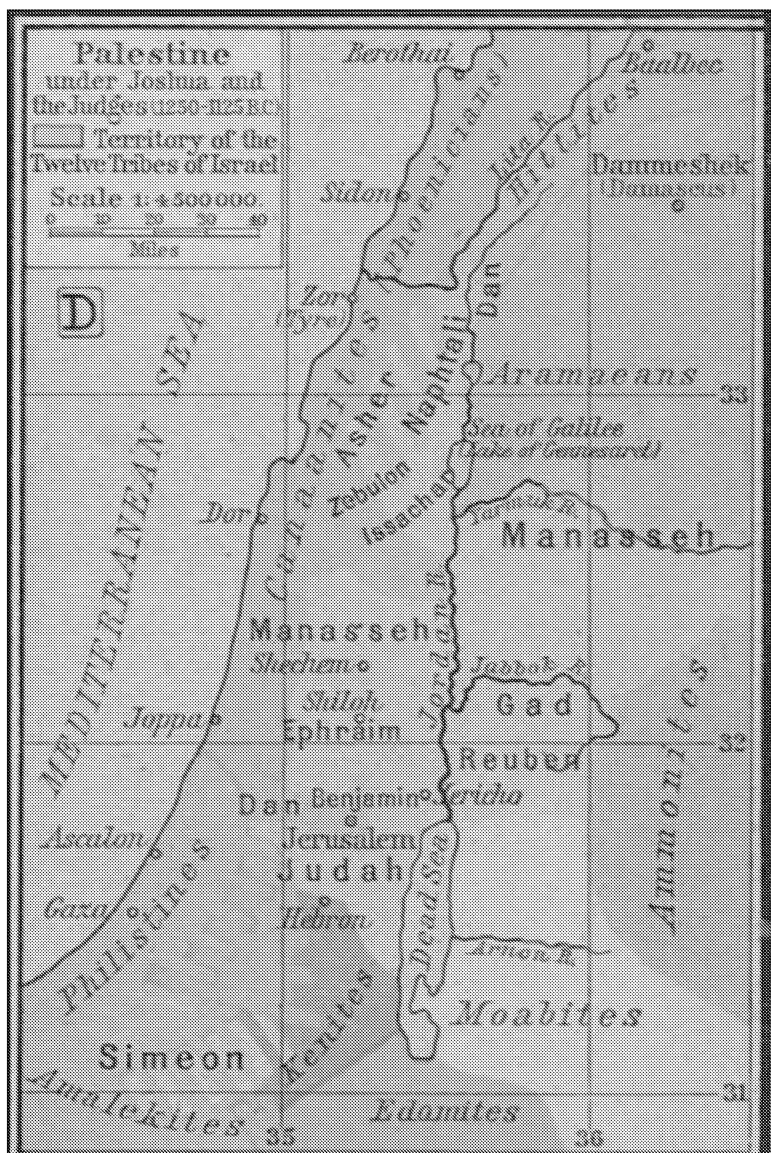 Palestine
under Joshua and
the Judges (1250-1125 B.C.)
Territory of the
Twelve Tribes of Israel
Scale 1:4500000.
0 10 20 30 40
Miles
D
Berothai
Baalbec
Canaanites (Phoenicians)
Lita R.
Hittites
Dammeshek
(Damascus)
Sidon
Zor
(Tyre)
Dan
MEDITERRANEAN SEA
Asher
Naphtali
Aramaeans
33
Sea of Galilee
(Lake of Gennesaret)
Zebulon
Issachar
Dor
Yarmuk R.
Manasseh
Manasseh
Jordan R.
Shechem
Jabbok R.
Shiloh
Gad
Joppa
Ephraim
32
Reuben
Ammonites
Dan
Benjamin
Jericho
Ascalon
Jerusalem
Judah
Dead Sea
Gaza
Hebron
Philistines
Arnon R.
Kenites
Moabites
Simeon
31
Amalekites
Edomites
35
36